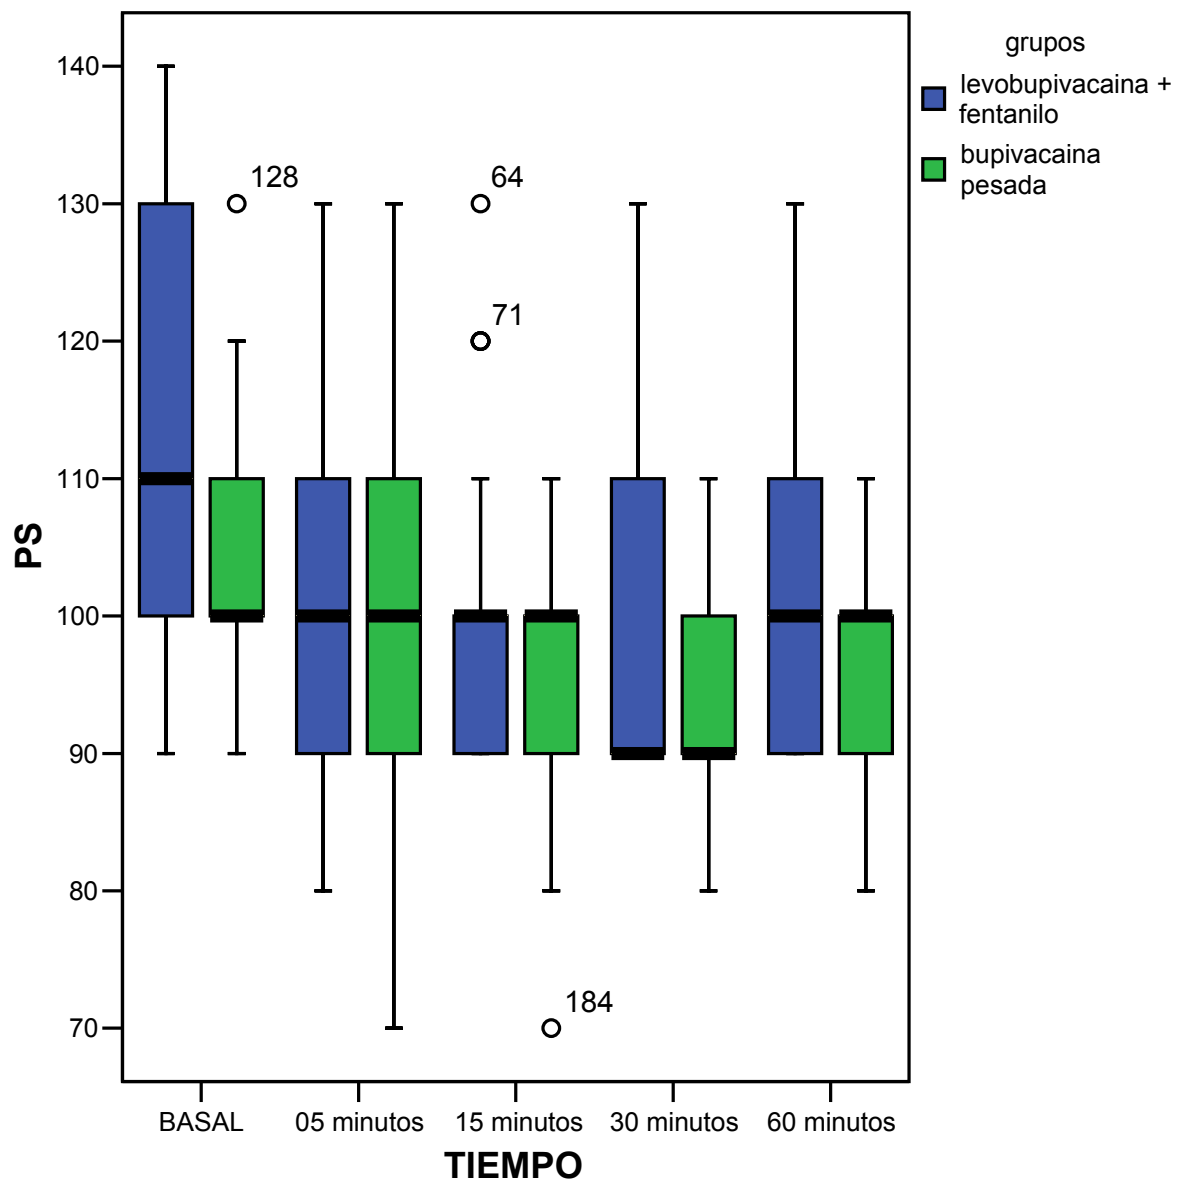 grupos
levobupivacaina +
fentanilo
bupivacaina
pesada
140
130
120
110
100
90
80
70
PS
128
64
71
184
BASAL
05 minutos
15 minutos
30 minutos
60 minutos
TIEMPO